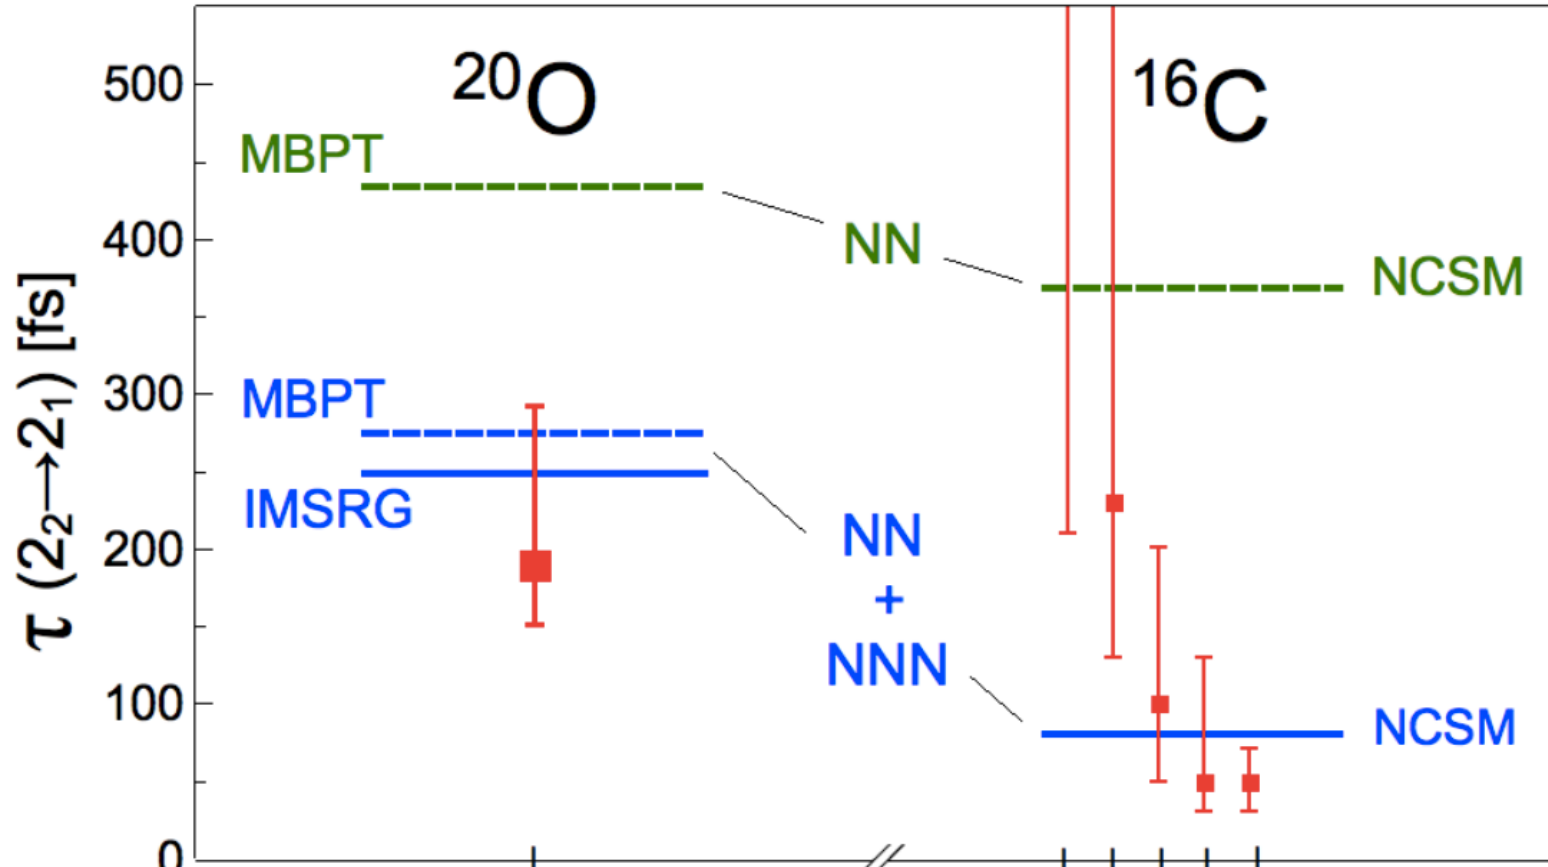 ²⁰O
¹⁶C
500
MBPT
400
NN
NCSM
τ (2₂→2₁) [fs]
300
MBPT
IMSRG
200
NN
+
NNN
100
NCSM
0